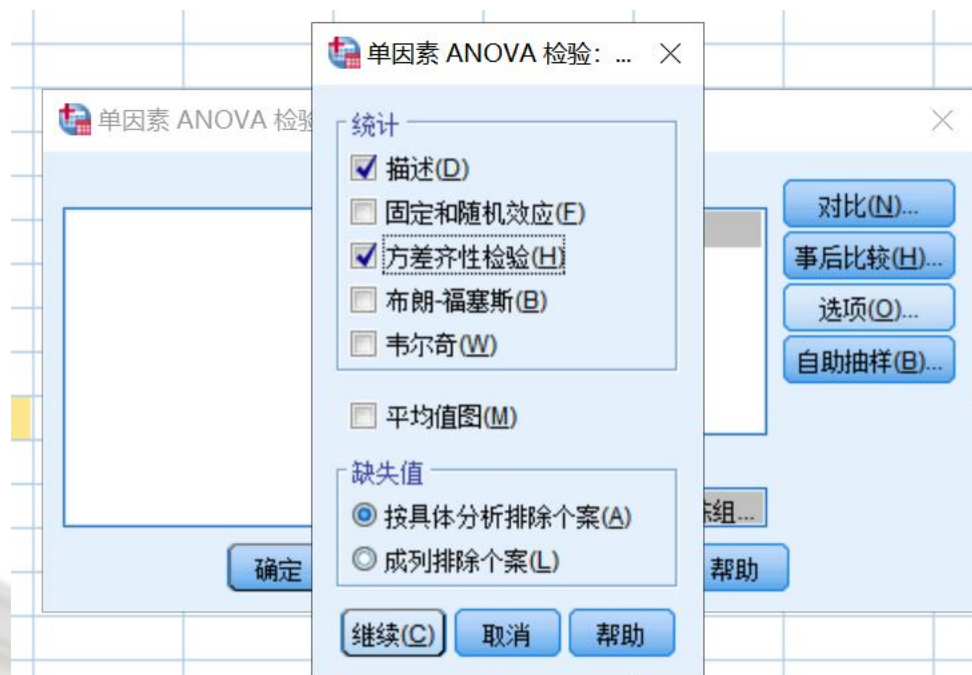 单因素 ANOVA 检验: ...
单因素 ANOVA 检
统计
描述(D)
固定和随机效应(F)
方差齐性检验(H)
布朗-福塞斯(B)
韦尔奇(W)
平均值图(M)
缺失值
按具体分析排除个案(A)
成列排除个案(L)
继续(C)
取消
帮助
对比(N)...
事后比较(H)...
选项(O)...
自助抽样(B)...
组...
确定
帮助